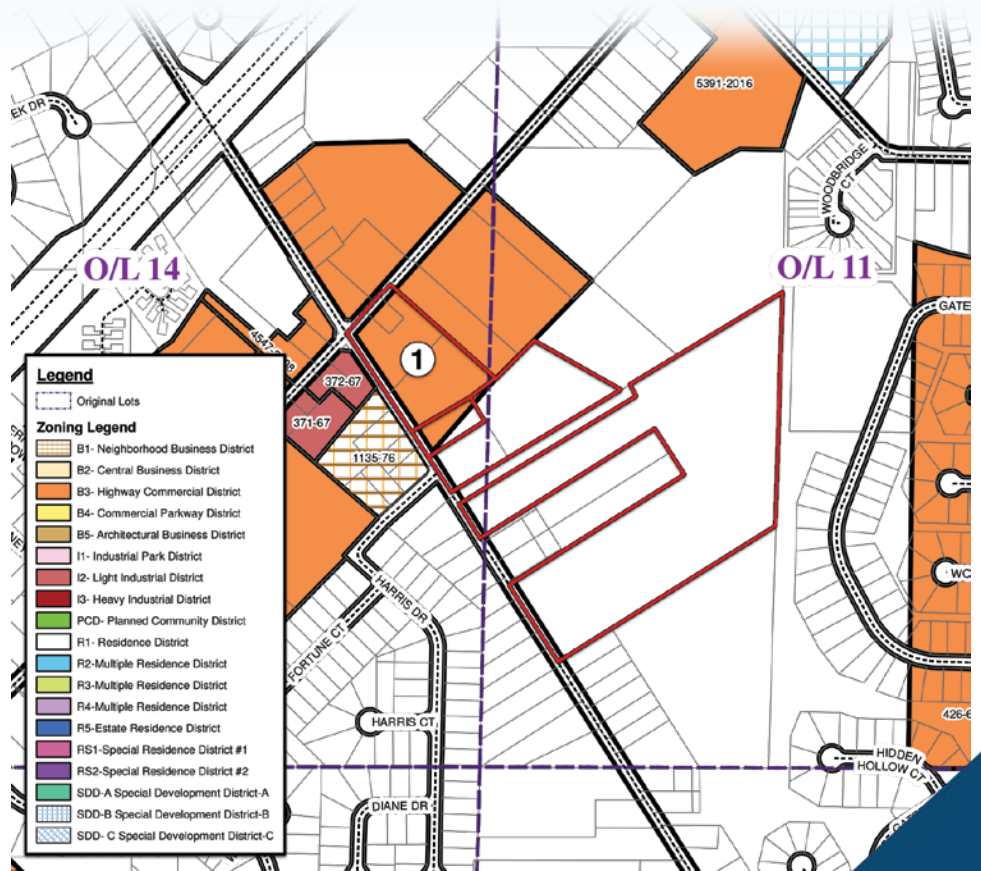 5391-2016
EK DR
WOODBRIDGE
CT
O/L 14
O/L 11
GATE
1
372-67
371-67
1135-76
Legend
Original Lots
Zoning Legend
B1- Neighborhood Business District
B2- Central Business District
B3- Highway Commercial District
B4- Commercial Parkway District
B5- Architectural Business District
I1- Industrial Park District
I2- Light Industrial District
I3- Heavy Industrial District
PCD- Planned Community District
R1- Residence District
R2-Multiple Residence District
R3-Multiple Residence District
R4-Multiple Residence District
R5-Estate Residence District
RS1-Special Residence District #1
RS2-Special Residence District #2
SDD-A Special Development District-A
SDD-B Special Development District-B
SDD- C Special Development District-C
HARRIS DR
FORTUNE CT
HARRIS CT
DIANE DR
WC
426-6
HIDDEN
HOLLOW CT